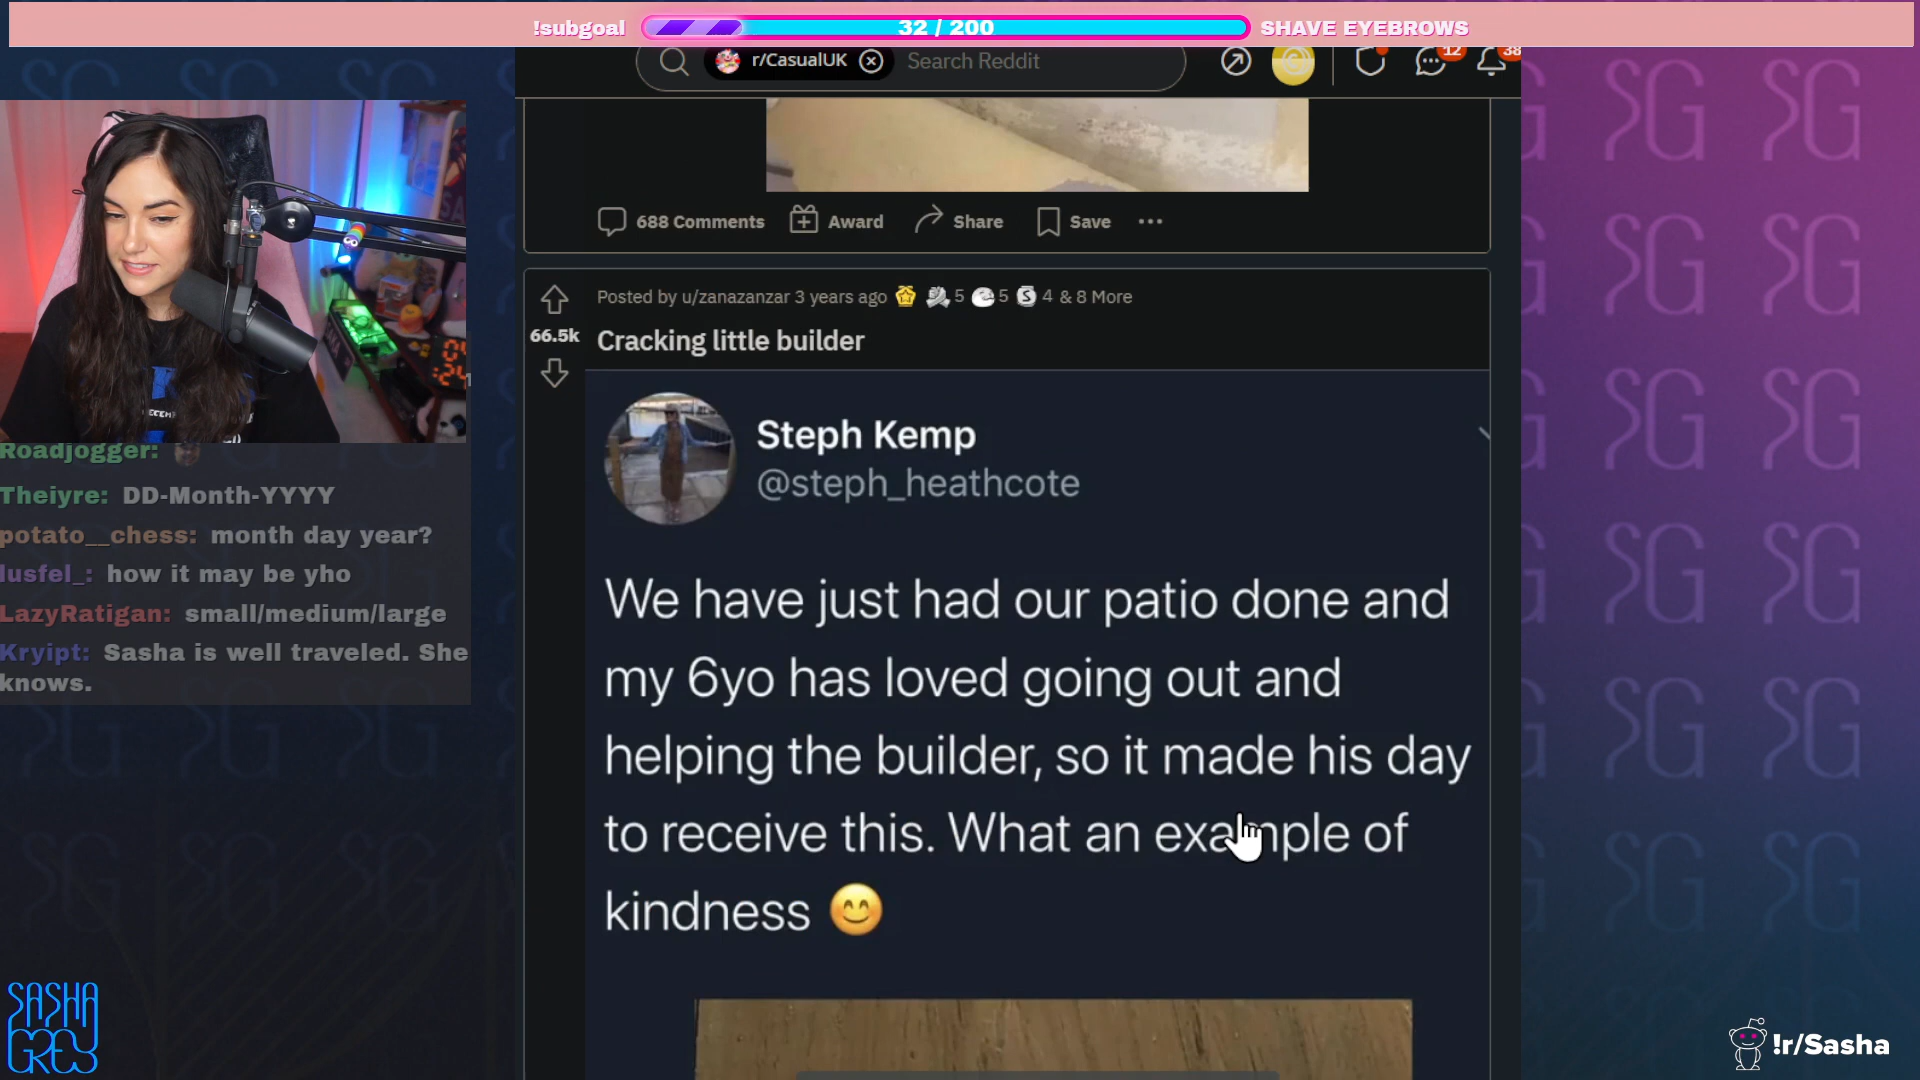 !subgoal
32 / 200
SHAVE EYEBROWS
r/CasualUK
Search Reddit
12
38
688 Comments
Award
Share
Save
Posted by u/zanazanzar 3 years ago
5
5
S 4 & 8 More
66.5k
Cracking little builder
Steph Kemp
@steph_heathcote
We have just had our patio done and
my 6yo has loved going out and
helping the builder, so it made his day
to receive this. What an example of
kindness 😊
Roadjogger:
Theiyre: DD-Month-YYYY
potato__chess: month day year?
lusfel_: how it may be yho
LazyRatigan: small/medium/large
Kryipt: Sasha is well traveled. She
knows.
SASHA
GREY
!r/Sasha